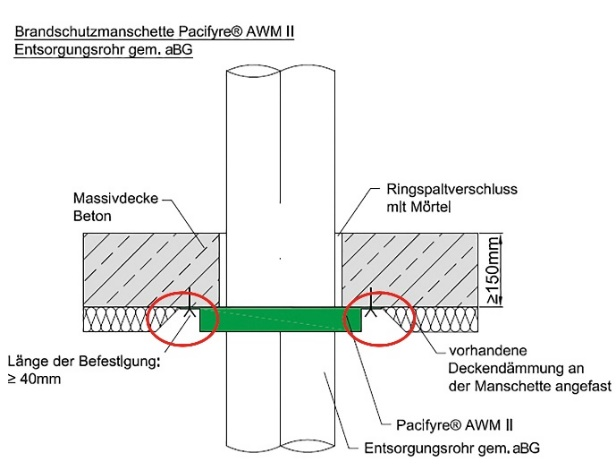 Brandschutzmanschette Pacifyre® AWM II
Entsorgungsrohr gem. aBG
Massivdecke
Beton
Ringspaltverschluss
mit Mörtel
≥150mm
Länge der Befestigung:
≥ 40mm
vorhandene
Deckendämmung an
der Manschette angefast
Pacifyre® AWM II
Entsorgungsrohr gem. aBG